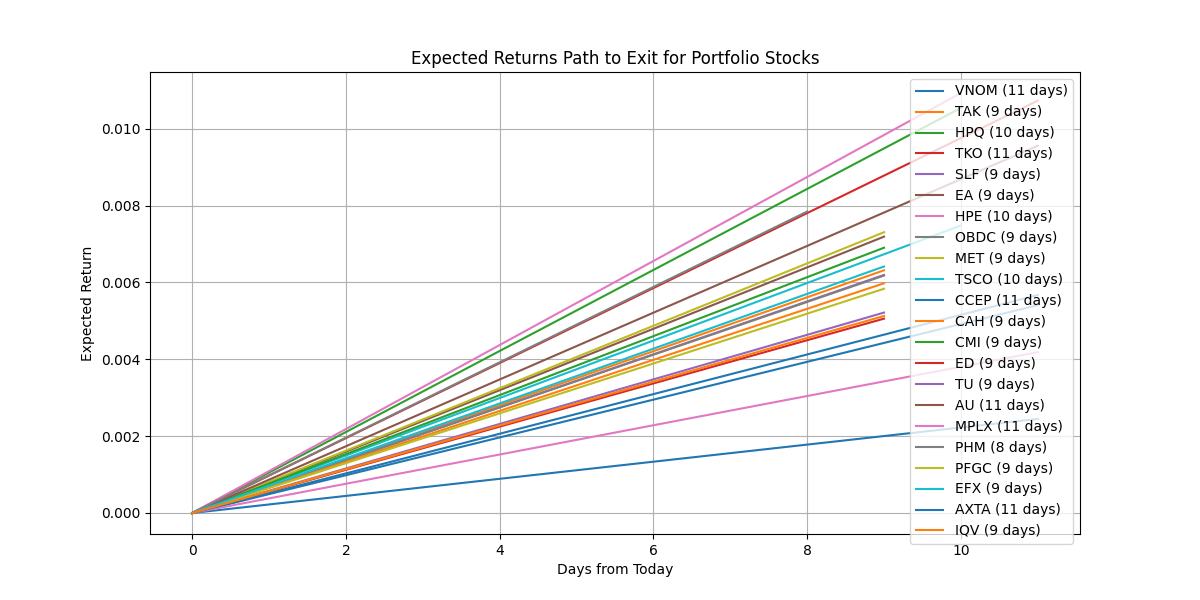 Expected Returns Path to Exit for Portfolio Stocks
Expected Return
0.010
0.008
0.006
0.004
0.002
0.000
0 2 4 6 8 10
Days from Today
VNOM (11 days)
TAK (9 days)
HPQ (10 days)
TKO (11 days)
SLF (9 days)
EA (9 days)
HPE (10 days)
OBDC (9 days)
MET (9 days)
TSCO (10 days)
CCEP (11 days)
CAH (9 days)
CMI (9 days)
ED (9 days)
TU (9 days)
AU (11 days)
MPLX (11 days)
PHM (8 days)
PFGC (9 days)
EFX (9 days)
AXTA (11 days)
IQV (9 days)